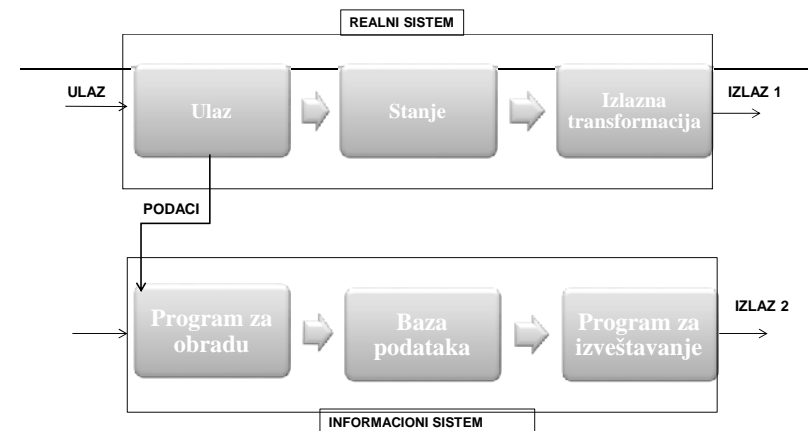 REALNI SISTEM
ULAZ
Ulaz
Stanje
Izlazna
transformacija
IZLAZ 1
PODACI
Program za
obradu
Baza
podataka
Program za
izveštavanje
IZLAZ 2
INFORMACIONI SISTEM